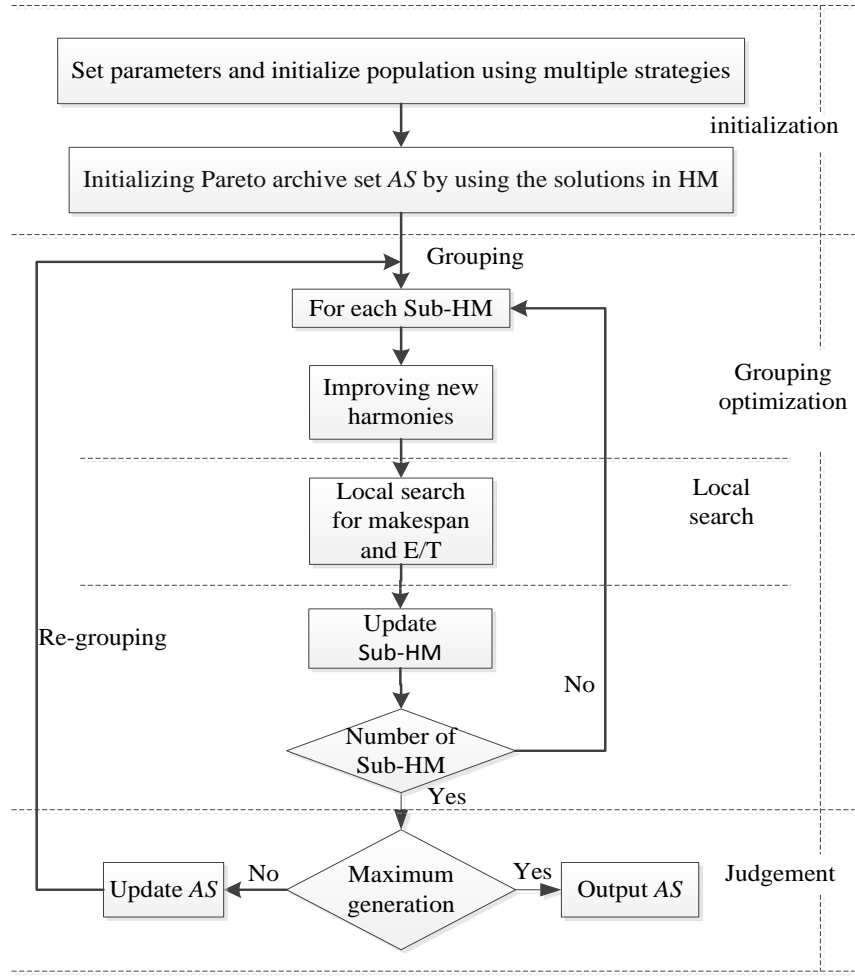 Set parameters and initialize population using multiple strategies
initialization
Initializing Pareto archive set AS by using the solutions in HM
Grouping
For each Sub-HM
Improving new
harmonies
Grouping
optimization
Local search
for makespan
and E/T
Local
search
Re-grouping
Update
Sub-HM
No
Number of
Sub-HM
Yes
Update AS
No
Maximum
generation
Yes
Output AS
Judgement